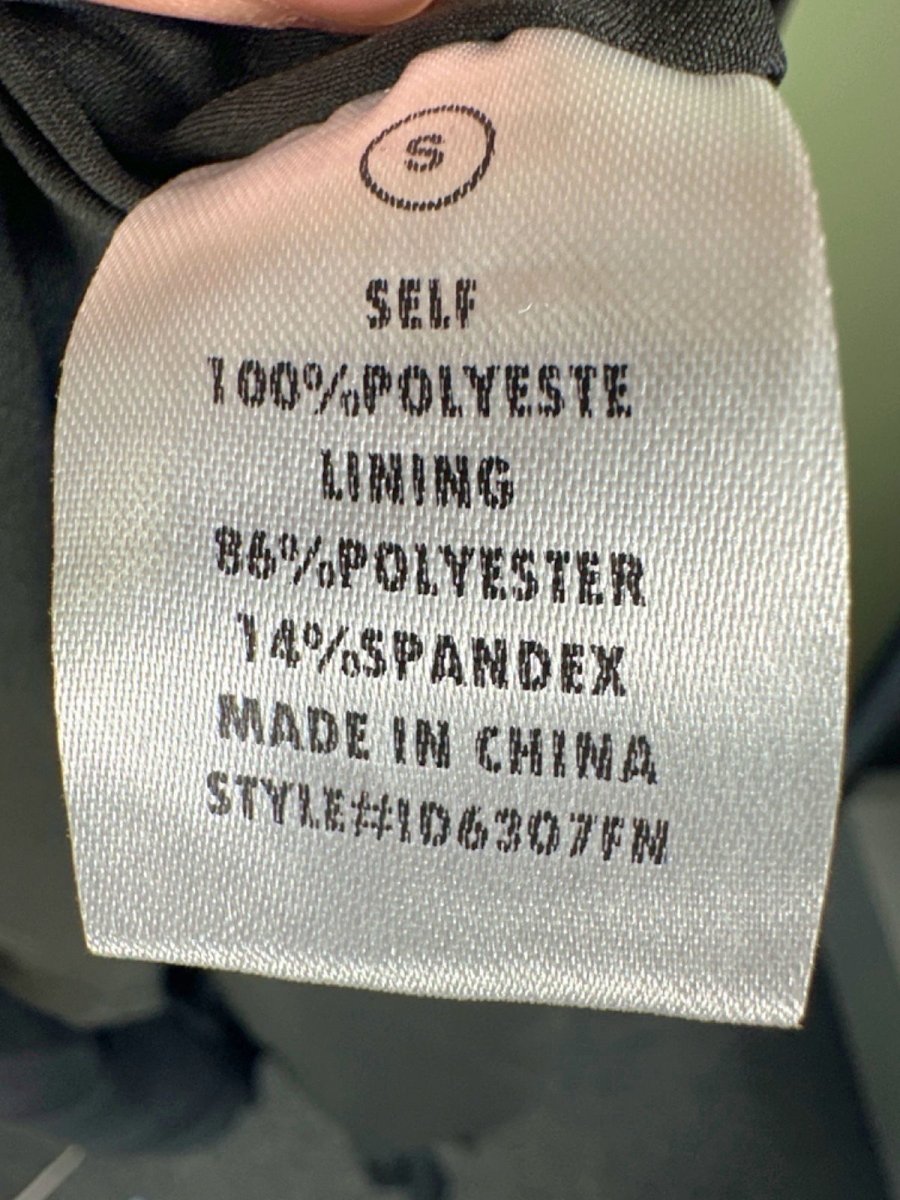 S
SELF
100%POLYESTE
LINING
86%POLYESTER
14%SPANDEX
MADE IN CHINA
STYLE#ID6307FN